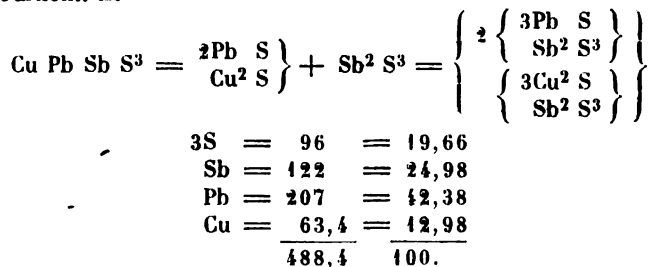 Cu Pb Sb S³ = 2Pb S } + Sb² S³ = { 2 { 3Pb S
Cu² S } Sb² S³ }
{ 3Cu² S
Sb² S³ }
3S = 96 = 19,66
Sb = 122 = 24,98
Pb = 207 = 42,38
Cu = 63,4 = 12,98
488,4 100.